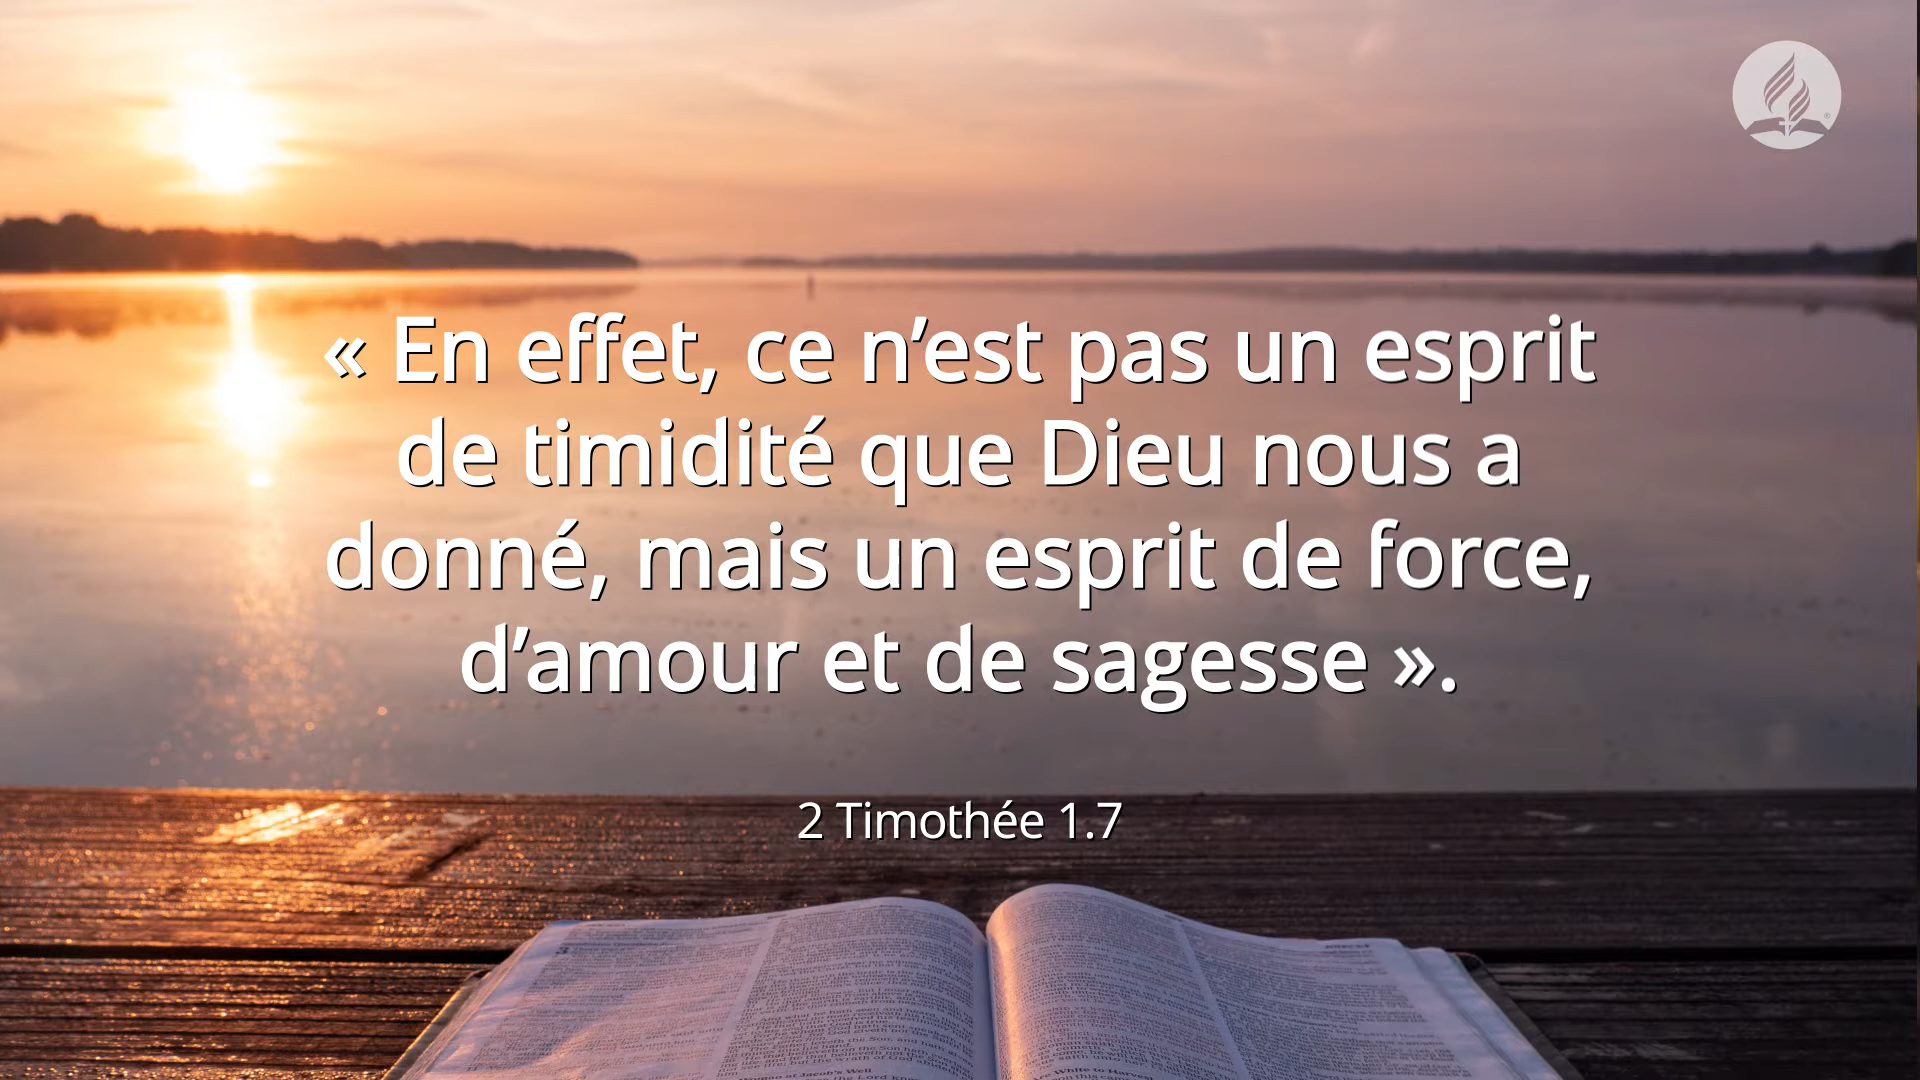 « En effet, ce n’est pas un esprit
de timidité que Dieu nous a
donné, mais un esprit de force,
d’amour et de sagesse ».
2 Timothée 1.7